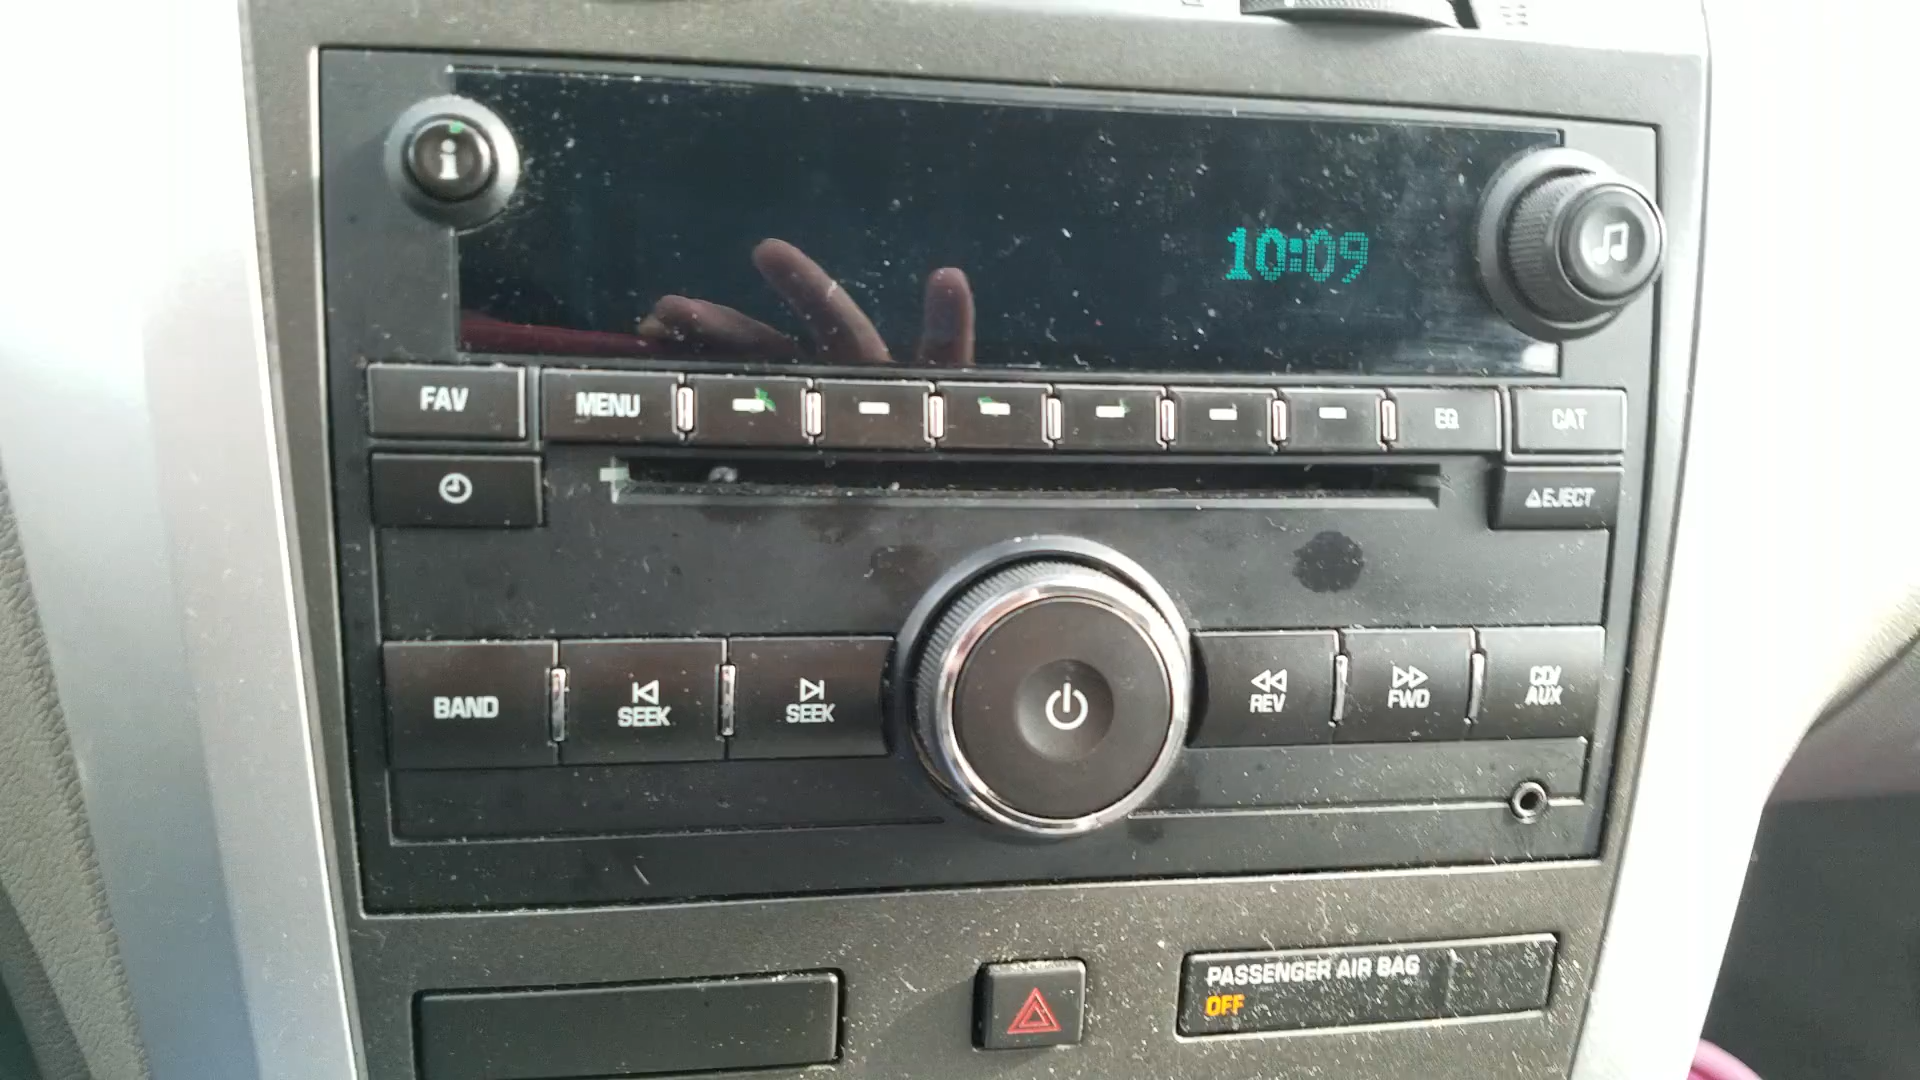 10:09
FAV
MENU
EQ
CAT
EJECT
BAND
SEEK
SEEK
REV
FWD
CD/
AUX
PASSENGER AIR BAG
OFF